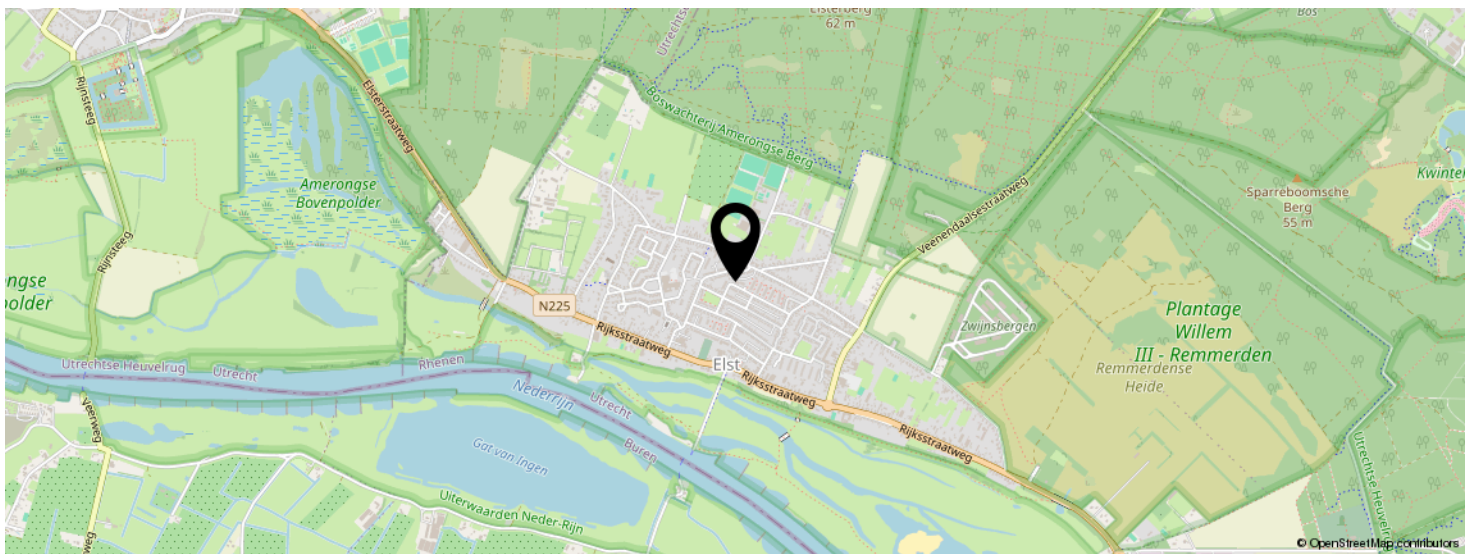 Elsterberg
62 m
Bos
Utrechts
Rijnsteeg
Elsterstraatweg
Boswachterij Amerongse Berg
Amerongse
Bovenpolder
Kwintel
Sparreboomsche
Berg
55 m
Veenendaalsestraatweg
Rijnsteeg
ongse
polder
N225
Plantage
Willem
III - Remmerden
Zwijnsbergen
Rijksstraatweg
Elst
Remmerdense
Heide
Utrechtse Heuvelrug
Utrecht
Rhenen
Nederrijn
Utrecht
Buren
Rijksstraatweg
Rijksstraatweg
Veerweg
Gat van Ingen
Uiterwaarden Neder-Rijn
Utrechtse Heuvelrug
© OpenStreetMap contributors